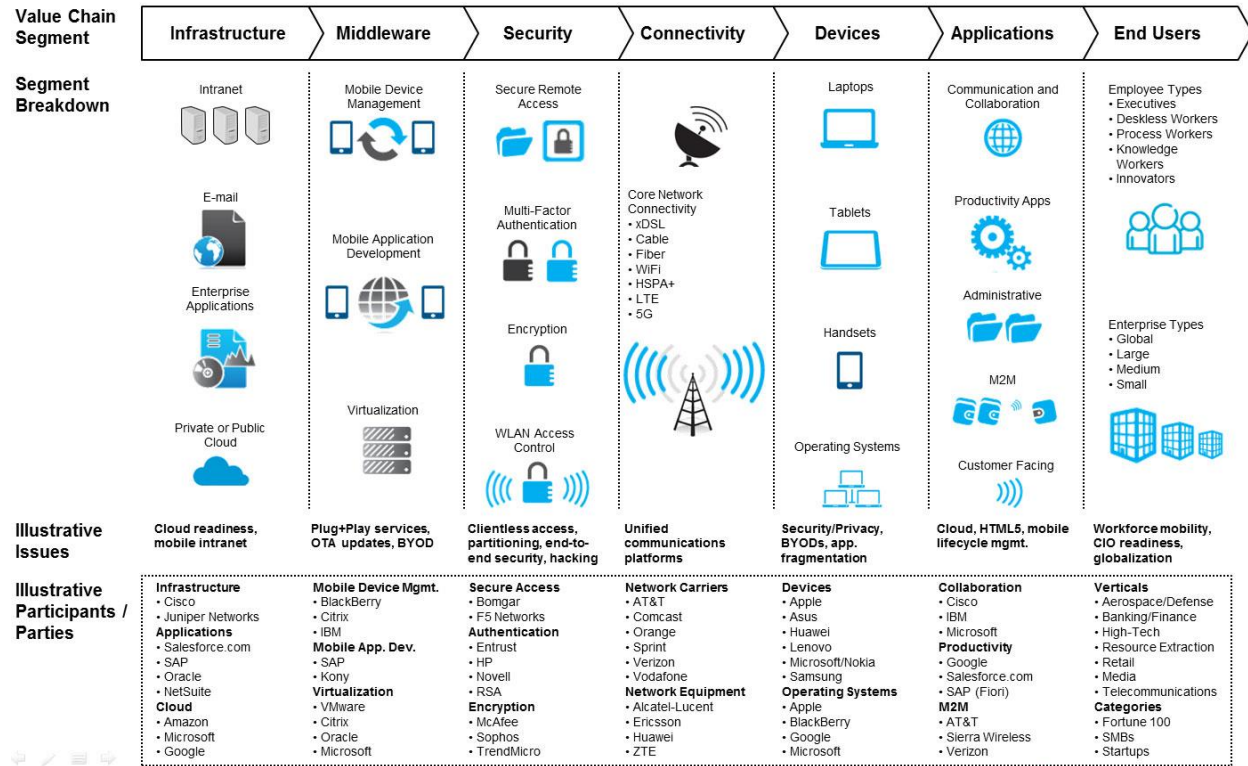 Value Chain
Segment
Infrastructure
Middleware
Security
Connectivity
Devices
Applications
End Users
Segment
Breakdown
Intranet
E-mail
Enterprise
Applications
Private or Public
Cloud
Mobile Device
Management
Mobile Application
Development
Virtualization
Secure Remote
Access
Multi-Factor
Authentication
Encryption
WLAN Access
Control
Core Network
Connectivity
• xDSL
• Cable
• Fiber
• WiFi
• HSPA+
• LTE
• 5G
Laptops
Tablets
Handsets
Operating Systems
Communication and
Collaboration
Productivity Apps
Administrative
M2M
Customer Facing
Employee Types
• Executives
• Deskless Workers
• Process Workers
• Knowledge
Workers
• Innovators
Enterprise Types
• Global
• Large
• Medium
• Small
Illustrative
Issues
Cloud readiness,
mobile intranet
Plug+Play services,
OTA updates, BYOD
Clientless access,
partitioning, end-to-
end security, hacking
Unified
communications
platforms
Security/Privacy,
BYODs, app.
fragmentation
Cloud, HTML5, mobile
lifecycle mgmt.
Workforce mobility,
CIO readiness,
globalization
Illustrative
Participants /
Parties
Infrastructure
• Cisco
• Juniper Networks
Applications
• Salesforce.com
• SAP
• Oracle
• NetSuite
Cloud
• Amazon
• Microsoft
• Google
Mobile Device Mgmt.
• BlackBerry
• Citrix
• IBM
Mobile App. Dev.
• SAP
• Kony
Virtualization
• VMware
• Citrix
• Oracle
• Microsoft
Secure Access
• Bomgar
• F5 Networks
Authentication
• Entrust
• HP
• Novell
• RSA
Encryption
• McAfee
• Sophos
• TrendMicro
Network Carriers
• AT&T
• Comcast
• Orange
• Sprint
• Verizon
• Vodafone
Network Equipment
• Alcatel-Lucent
• Ericsson
• Huawei
• ZTE
Devices
• Apple
• Asus
• Huawei
• Lenovo
• Microsoft/Nokia
• Samsung
Operating Systems
• Apple
• BlackBerry
• Google
• Microsoft
Collaboration
• Cisco
• IBM
• Microsoft
Productivity
• Google
• Salesforce.com
• SAP (Fiori)
M2M
• AT&T
• Sierra Wireless
• Verizon
Verticals
• Aerospace/Defense
• Banking/Finance
• High-Tech
• Resource Extraction
• Retail
• Media
• Telecommunications
Categories
• Fortune 100
• SMBs
• Startups